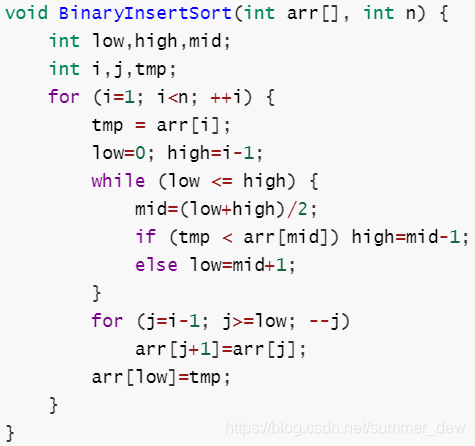 void BinaryInsertSort(int arr[], int n) {
    int low,high,mid;
    int i,j,tmp;
    for (i=1; i<n; ++i) {
        tmp = arr[i];
        low=0; high=i-1;
        while (low <= high) {
            mid=(low+high)/2;
            if (tmp < arr[mid]) high=mid-1;
            else low=mid+1;
        }
        for (j=i-1; j>=low; --j)
            arr[j+1]=arr[j];
        arr[low]=tmp;
    }
}
https://blog.csdn.net/summer_dew